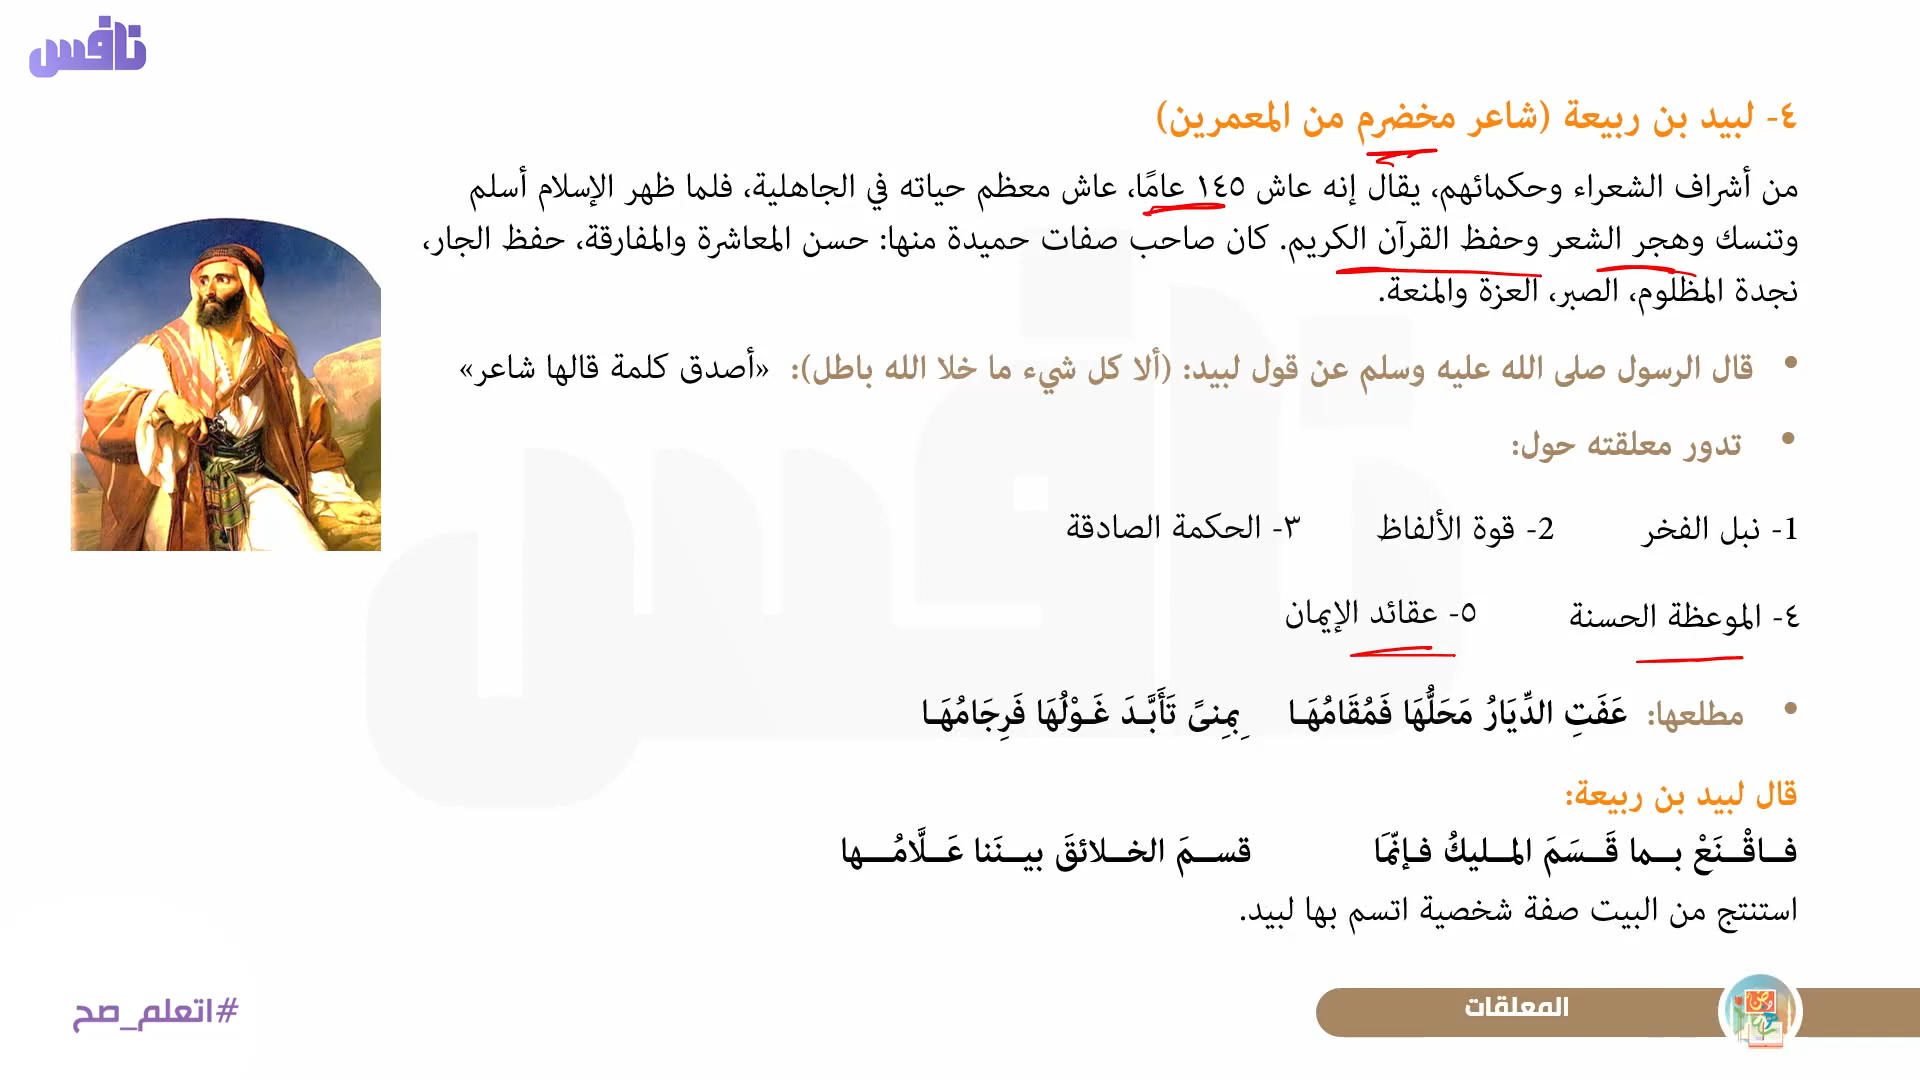 نافس
٤- لبيد بن ربيعة (شاعر مخضرم من المعمرين)
من أشراف الشعراء وحكمائهم، يقال إنه عاش ١٤٥ عامًا، عاش معظم حياته في الجاهلية، فلما ظهر الإسلام أسلم
وتنسك وهجر الشعر وحفظ القرآن الكريم. كان صاحب صفات حميدة منها: حسن المعاشرة والمفارقة، حفظ الجار،
نجدة المظلوم، الصبر، العزة والمنعة.
• قال الرسول صلى الله عليه وسلم عن قول لبيد: (ألا كل شيء ما خلا الله باطل): «أصدق كلمة قالها شاعر»
• تدور معلقته حول:
1- نبل الفخر 2- قوة الألفاظ ٣- الحكمة الصادقة
٤- الموعظة الحسنة ٥- عقائد الإيمان
• مطلعها: عَفَتِ الدِّيَارُ مَحَلُّهَا فَمُقَامُهَـا بِمِنىً تَأَبَّـدَ غَـوْلُهَا فَرِجَامُهَـا
قال لبيد بن ربيعة:
فـاقْـنَعْ بـما قَـسَمَ المـليكُ فـإنّمَا قسـمَ الخـلائقَ بيـنَنا عَـلَّامُـها
استنتج من البيت صفة شخصية اتسم بها لبيد.
المعلقات
#اتعلم_صح